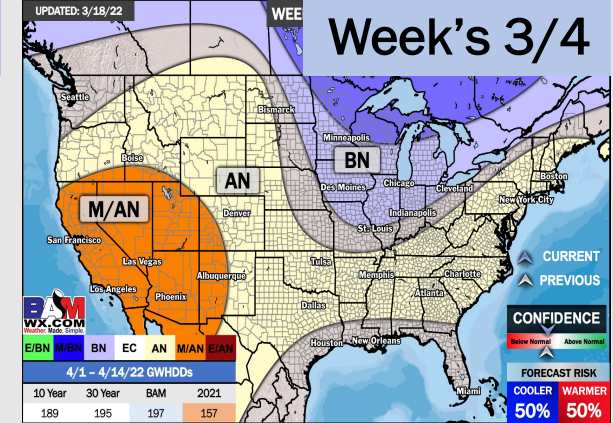 UPDATED: 3/18/22
WEE
Week's 3/4
Seattle
Bismarck
Minneapolis
Boise
BN
Boston
AN
Des Moines
Chicago
Cleveland
M/AN
Denver
New York City
Indianapolis
San Francisco
St. Louis
CURRENT
Las Vegas
Tulsa
Albuquerque
Memphis
Charlotte
PREVIOUS
Los Angeles
Phoenix
Atlanta
Dallas
BAM
WX.COM
Weather. Made. Simple.
CONFIDENCE
Houston
New Orleans
Below Normal
Above Normal
E/BN M/BN BN EC AN M/AN E/AN
4/1 – 4/14/22 GWHDDs
FORECAST RISK
10 Year 30 Year BAM 2021
189 195 197 157
Miami
COOLER WARMER
50% 50%